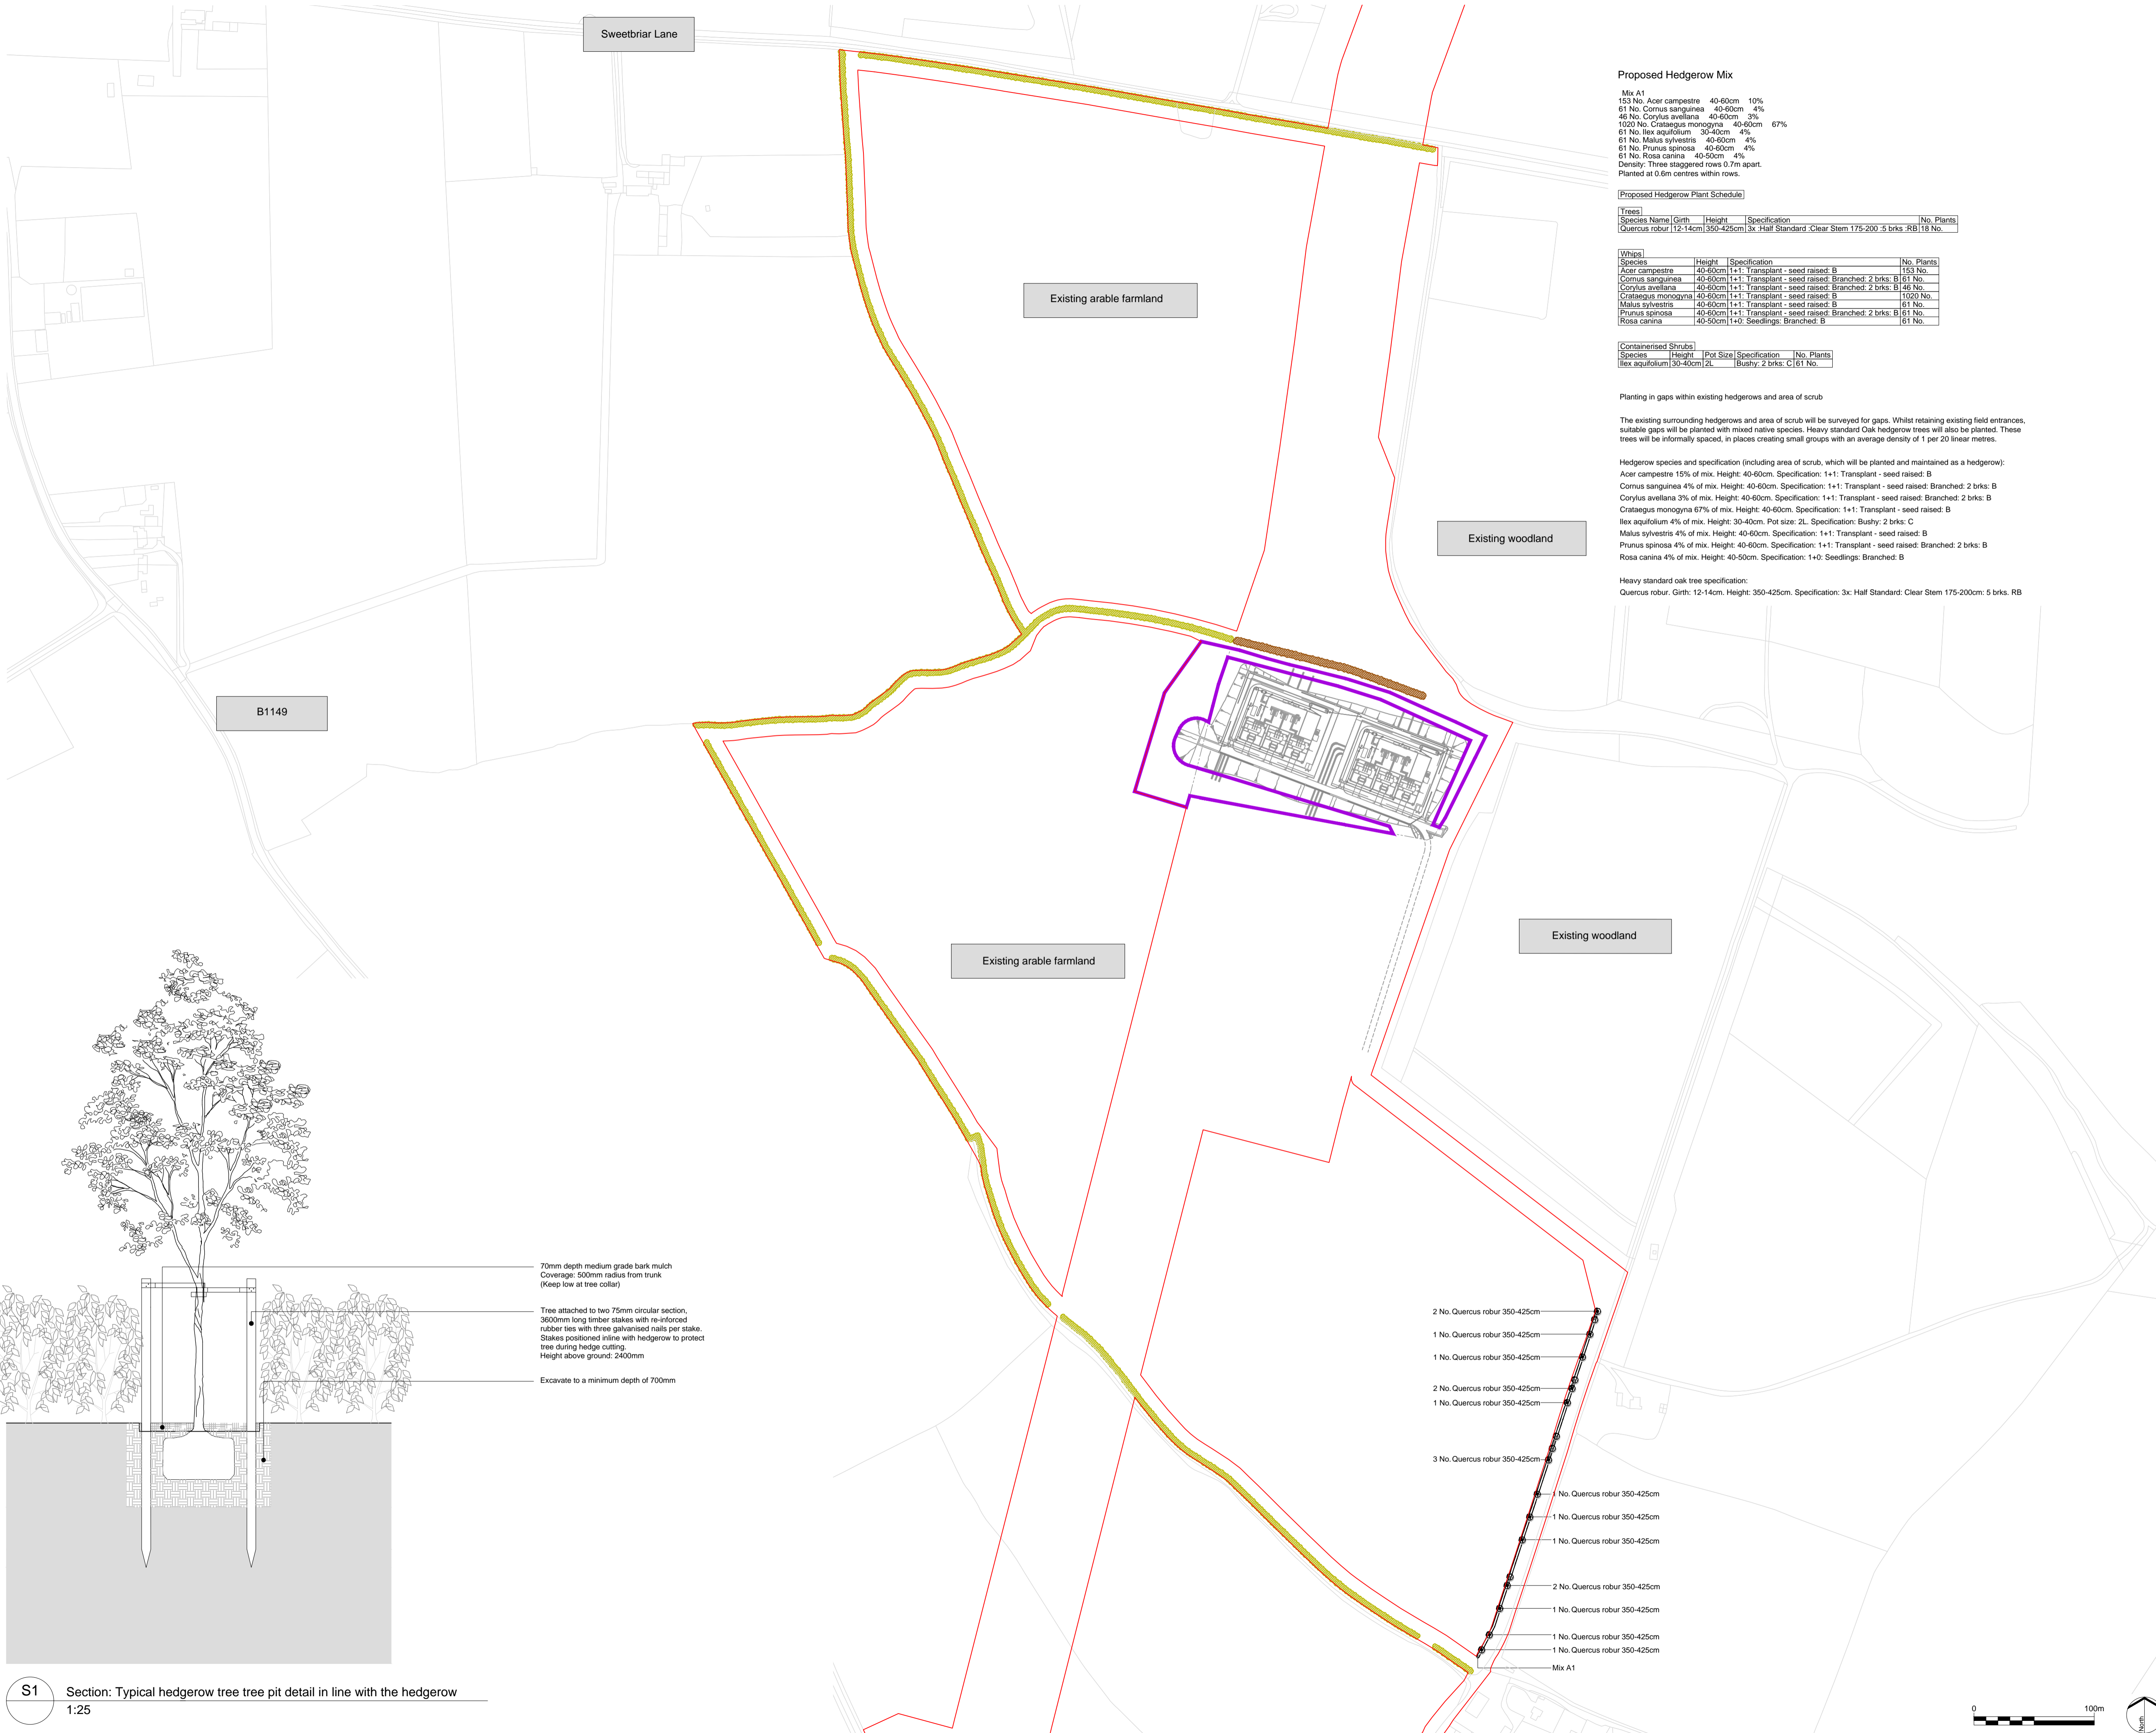 Sweetbriar Lane
Proposed Hedgerow Mix
Mix A1
153 No. Acer campestre 40-60cm 10%
61 No. Cornus sanguinea 40-60cm 4%
46 No. Corylus avellana 40-60cm 3%
1020 No. Crataegus monogyna 40-60cm 67%
61 No. Ilex aquifolium 30-40cm 4%
61 No. Malus sylvestris 40-60cm 4%
61 No. Prunus spinosa 40-60cm 4%
61 No. Rosa canina 40-50cm 4%
Density: Three staggered rows 0.7m apart.
Planted at 0.6m centres within rows.
Proposed Hedgerow Plant Schedule
Trees
Species Name Girth Height Specification No. Plants
Quercus robur 12-14cm 350-425cm 3x :Half Standard :Clear Stem 175-200 :5 brks :RB 18 No.
Whips
Species Height Specification No. Plants
Acer campestre 40-60cm 1+1: Transplant - seed raised: B 153 No.
Cornus sanguinea 40-60cm 1+1: Transplant - seed raised: Branched: 2 brks: B 61 No.
Corylus avellana 40-60cm 1+1: Transplant - seed raised: Branched: 2 brks: B 46 No.
Crataegus monogyna 40-60cm 1+1: Transplant - seed raised: B 1020 No.
Malus sylvestris 40-60cm 1+1: Transplant - seed raised: B 61 No.
Prunus spinosa 40-60cm 1+1: Transplant - seed raised: Branched: 2 brks: B 61 No.
Rosa canina 40-50cm 1+0: Seedlings: Branched: B 61 No.
Containerised Shrubs
Species Height Pot Size Specification No. Plants
Ilex aquifolium 30-40cm 2L Bushy: 2 brks: C 61 No.
Planting in gaps within existing hedgerows and area of scrub
The existing surrounding hedgerows and area of scrub will be surveyed for gaps. Whilst retaining existing field entrances,
suitable gaps will be planted with mixed native species. Heavy standard Oak hedgerow trees will also be planted. These
trees will be informally spaced, in places creating small groups with an average density of 1 per 20 linear metres.
Hedgerow species and specification (including area of scrub, which will be planted and maintained as a hedgerow):
Acer campestre 15% of mix. Height: 40-60cm. Specification: 1+1: Transplant - seed raised: B
Cornus sanguinea 4% of mix. Height: 40-60cm. Specification: 1+1: Transplant - seed raised: Branched: 2 brks: B
Corylus avellana 3% of mix. Height: 40-60cm. Specification: 1+1: Transplant - seed raised: Branched: 2 brks: B
Crataegus monogyna 67% of mix. Height: 40-60cm. Specification: 1+1: Transplant - seed raised: B
Ilex aquifolium 4% of mix. Height: 30-40cm. Pot size: 2L. Specification: Bushy: 2 brks: C
Malus sylvestris 4% of mix. Height: 40-60cm. Specification: 1+1: Transplant - seed raised: B
Prunus spinosa 4% of mix. Height: 40-60cm. Specification: 1+1: Transplant - seed raised: Branched: 2 brks: B
Rosa canina 4% of mix. Height: 40-50cm. Specification: 1+0: Seedlings: Branched: B
Heavy standard oak tree specification:
Quercus robur. Girth: 12-14cm. Height: 350-425cm. Specification: 3x: Half Standard: Clear Stem 175-200cm: 5 brks. RB
Existing arable farmland
Existing woodland
B1149
Existing woodland
Existing arable farmland
70mm depth medium grade bark mulch
Coverage: 500mm radius from trunk
(Keep low at tree collar)
Tree attached to two 75mm circular section,
3600mm long timber stakes with re-inforced
rubber ties with three galvanised nails per stake.
Stakes positioned inline with hedgerow to protect
tree during hedge cutting.
Height above ground: 2400mm
Excavate to a minimum depth of 700mm
2 No. Quercus robur 350-425cm
1 No. Quercus robur 350-425cm
1 No. Quercus robur 350-425cm
2 No. Quercus robur 350-425cm
1 No. Quercus robur 350-425cm
3 No. Quercus robur 350-425cm
1 No. Quercus robur 350-425cm
1 No. Quercus robur 350-425cm
1 No. Quercus robur 350-425cm
2 No. Quercus robur 350-425cm
1 No. Quercus robur 350-425cm
1 No. Quercus robur 350-425cm
1 No. Quercus robur 350-425cm
Mix A1
S1
Section: Typical hedgerow tree tree pit detail in line with the hedgerow
1:25
0 100m
North